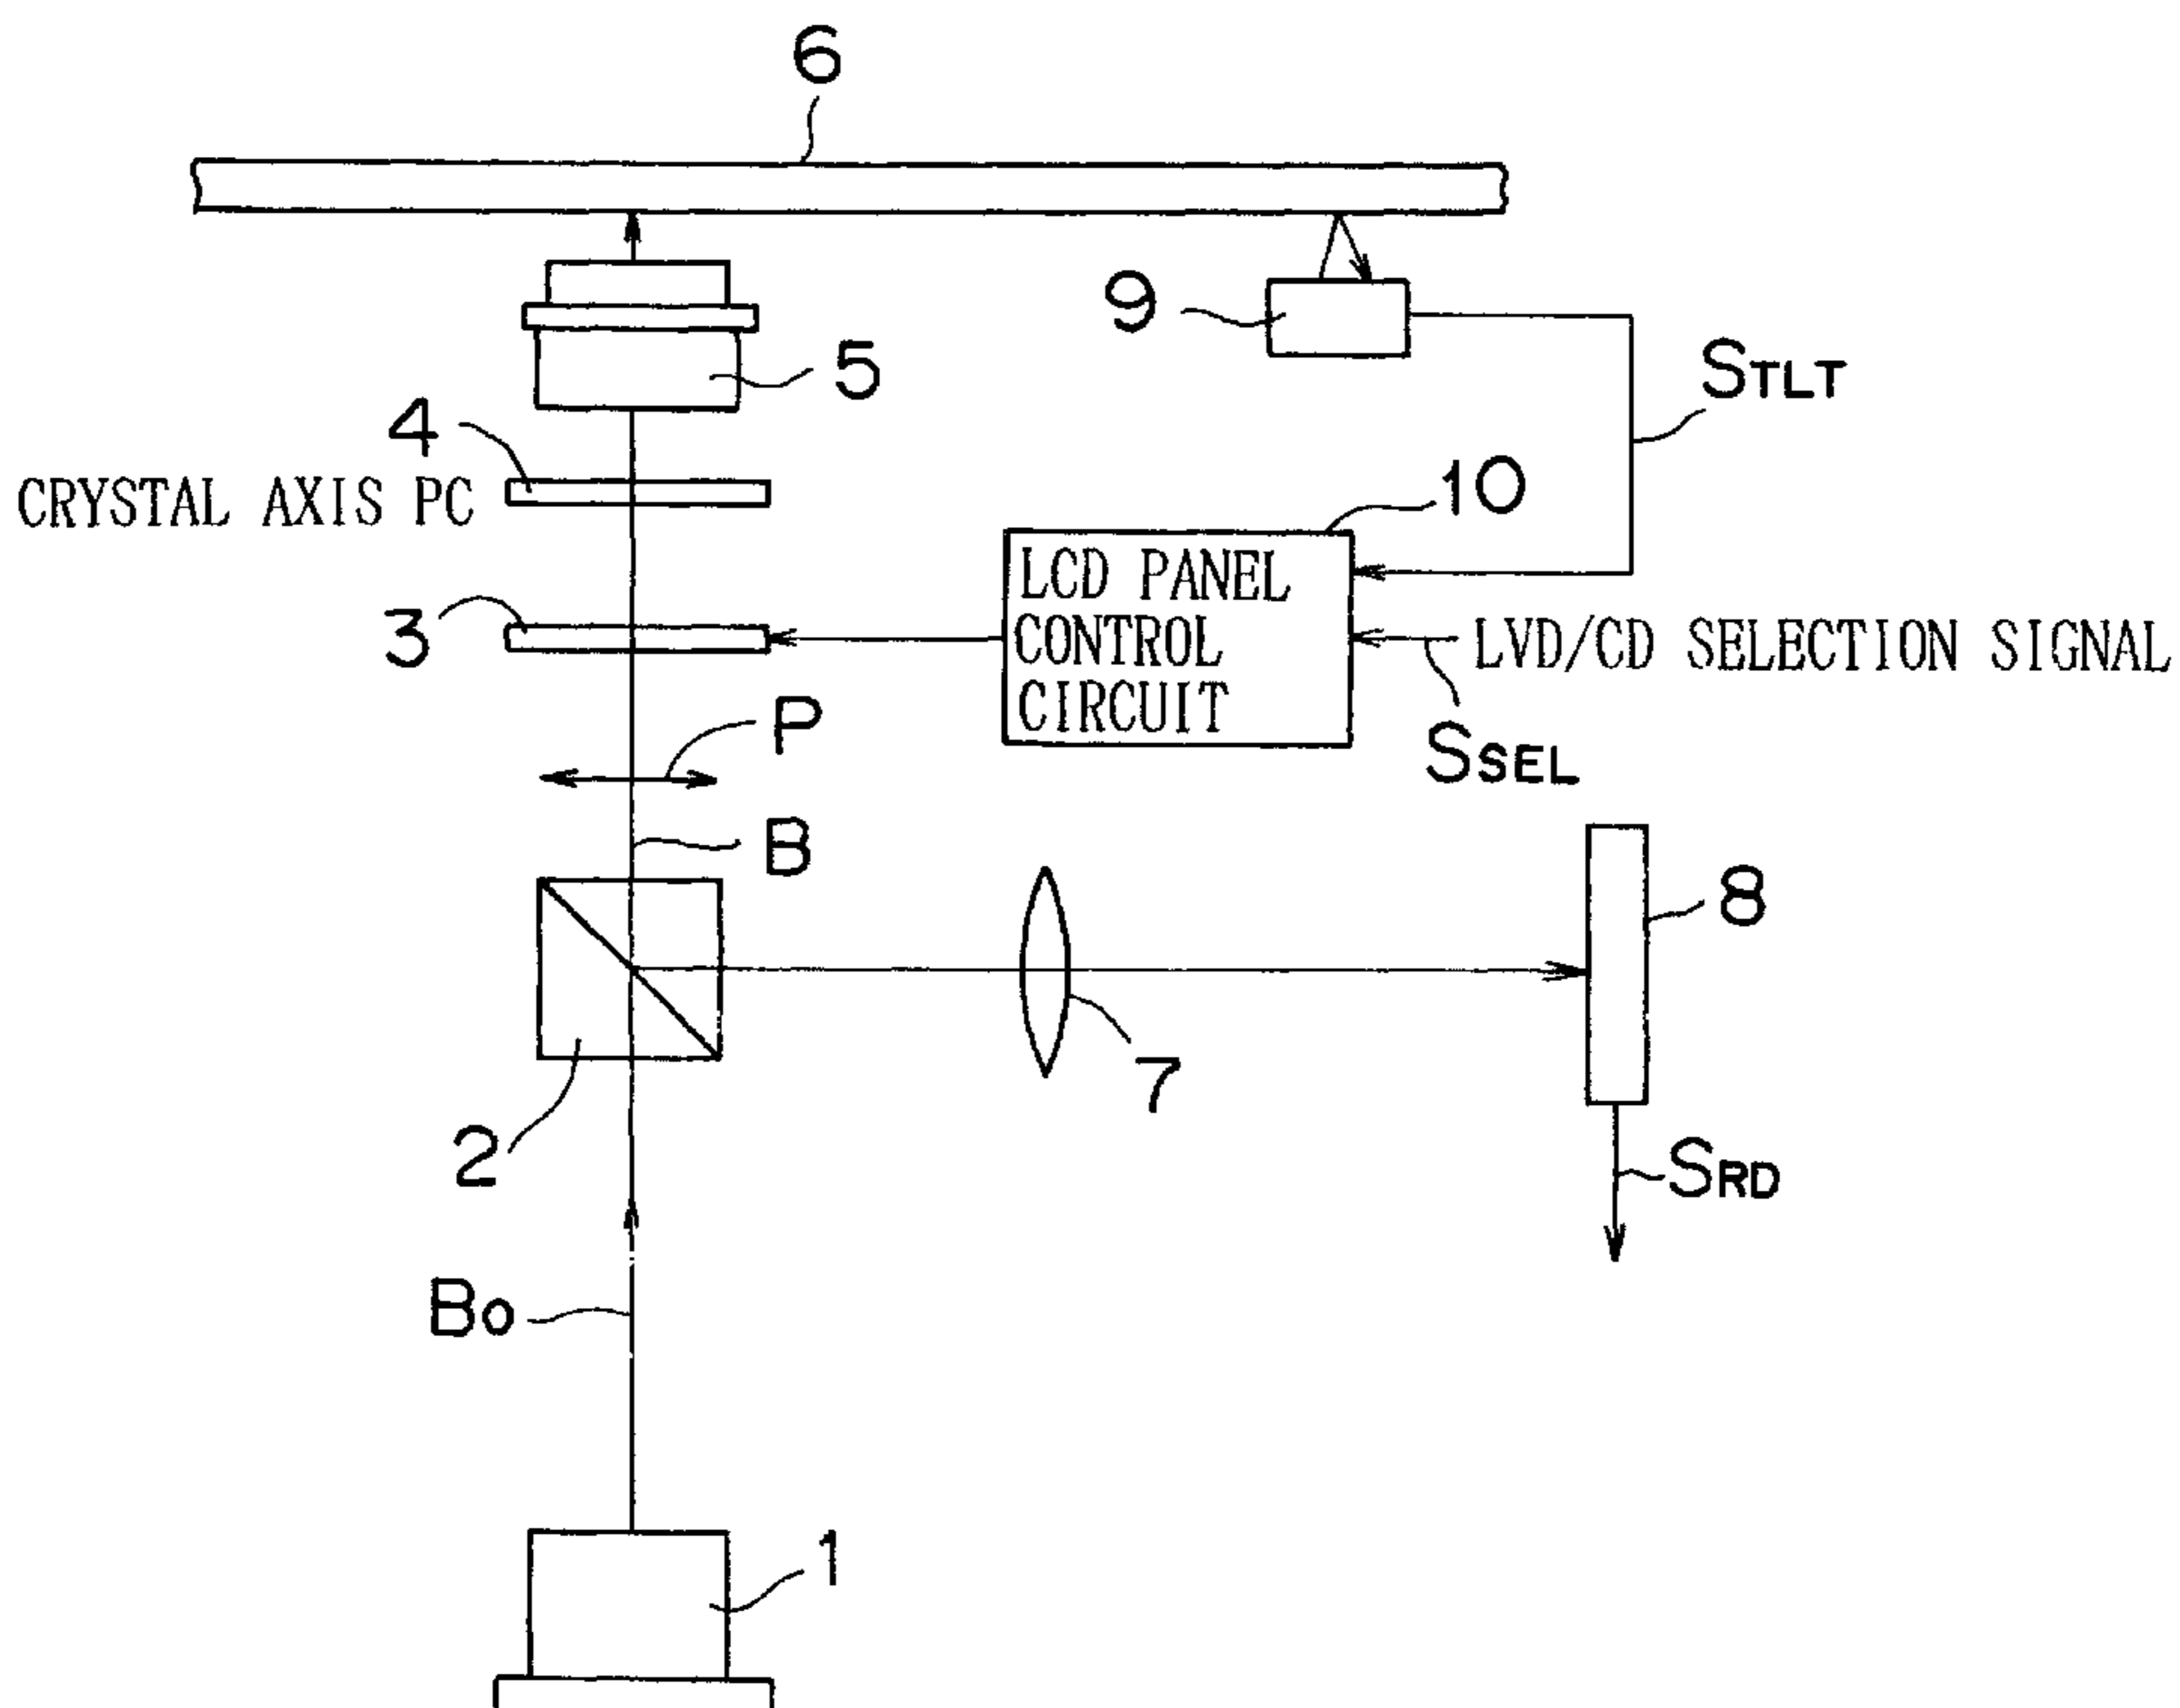 6
9
5
STLT
4
CRYSTAL AXIS PC
10
LCD PANEL
CONTROL
CIRCUIT
3
LVD/CD SELECTION SIGNAL
P
SSEL
B
8
7
2
SRD
B0
1